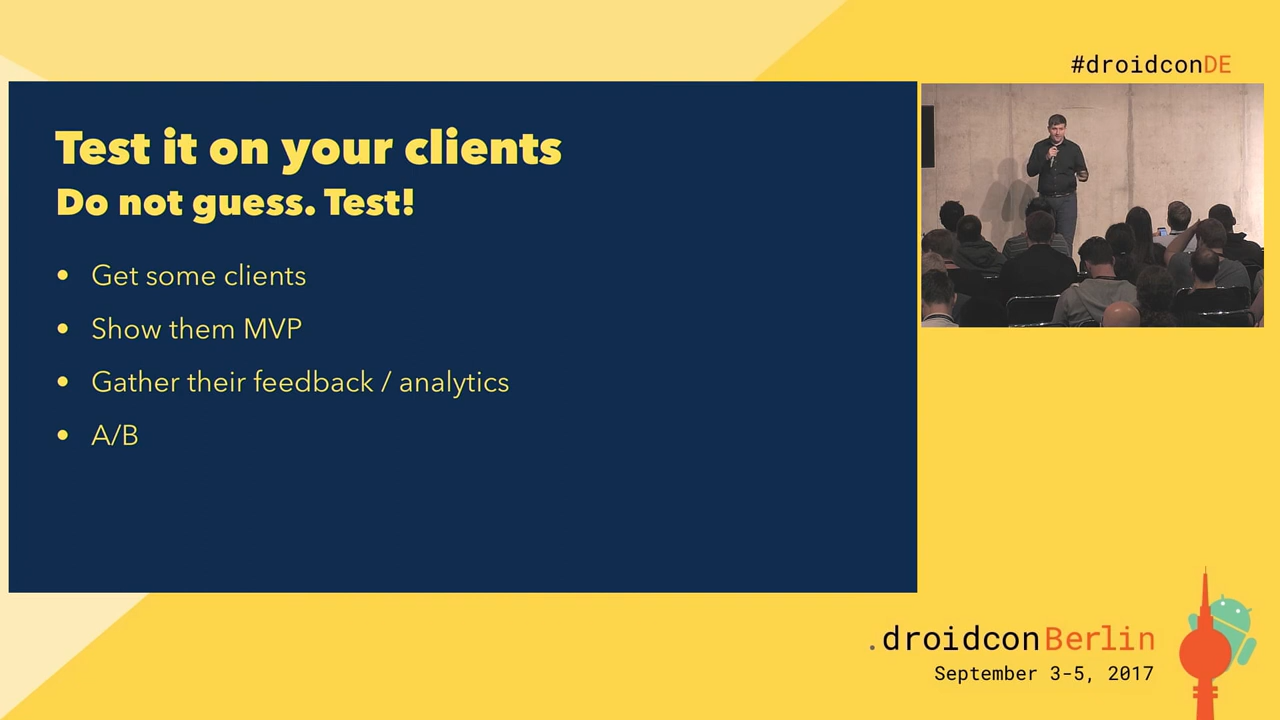 #droidconDE
Test it on your clients
Do not guess. Test!
• Get some clients
• Show them MVP
• Gather their feedback / analytics
• A/B
.droidconBerlin
September 3-5, 2017